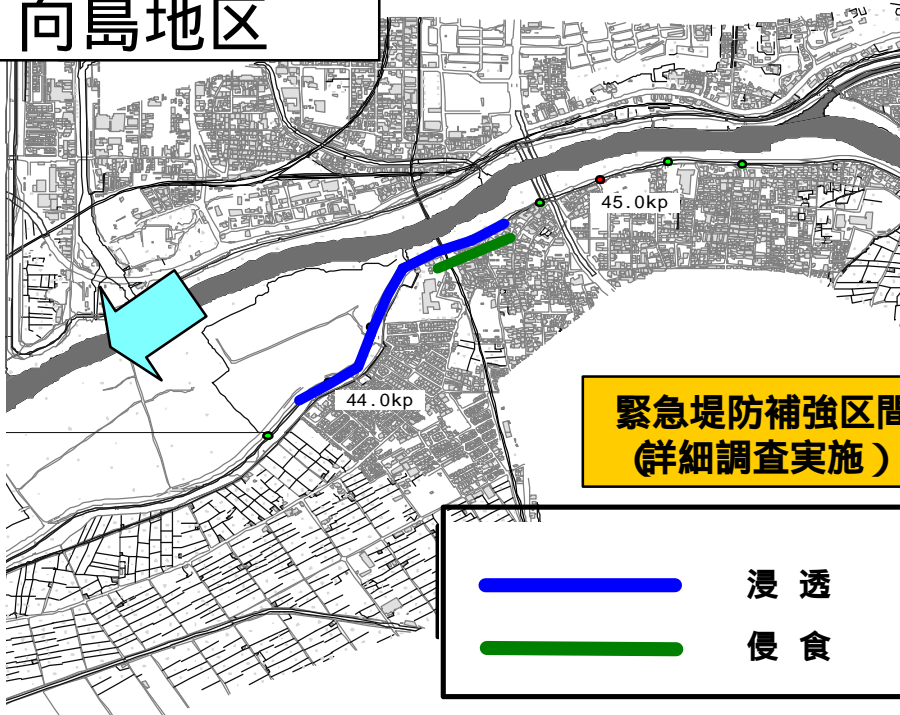 向島地区
45.0kp
44.0kp
緊急堤防補強区間
(詳細調査実施)
浸透
侵食